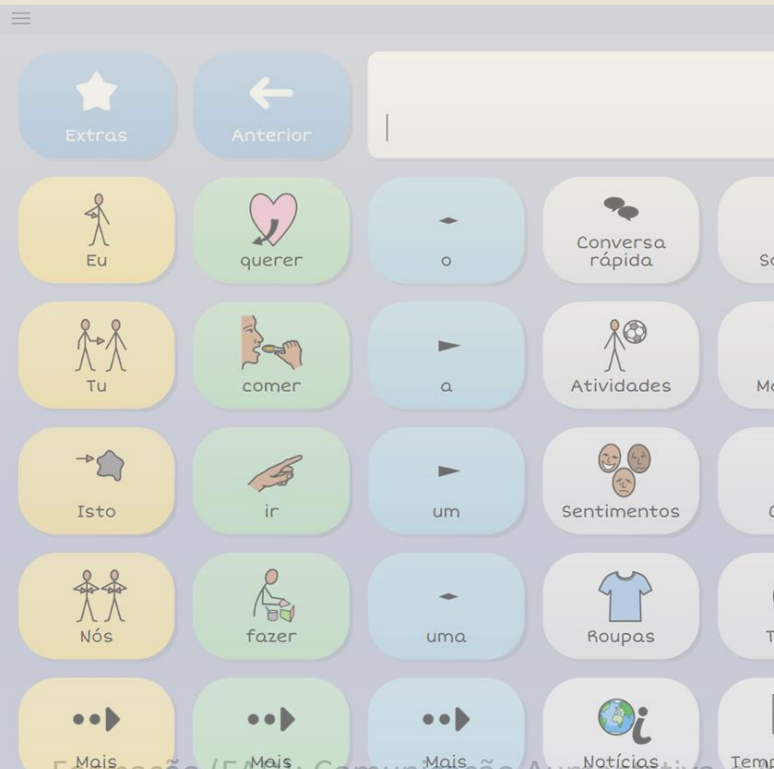 Extras
Anterior
Eu
querer
o
Conversa
rápida
Tu
comer
a
Atividades
Isto
ir
um
Sentimentos
Nós
fazer
uma
Roupas
Mais
Mais
Mais
Notícias